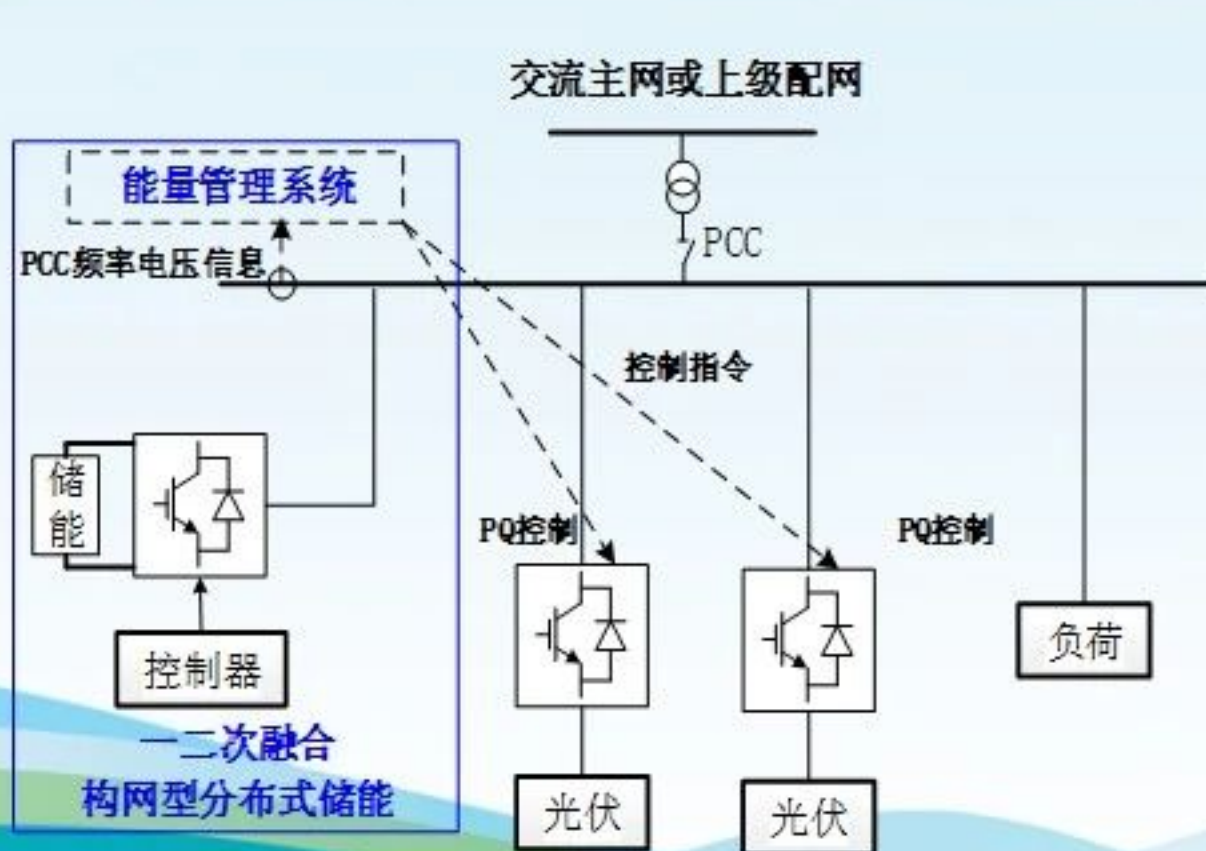 交流主网或上级配网
能量管理系统
PCC
PCC频率电压信息
控制指令
储
能
PQ控制
PQ控制
控制器
负荷
一二次融合
构网型分布式储能
光伏
光伏